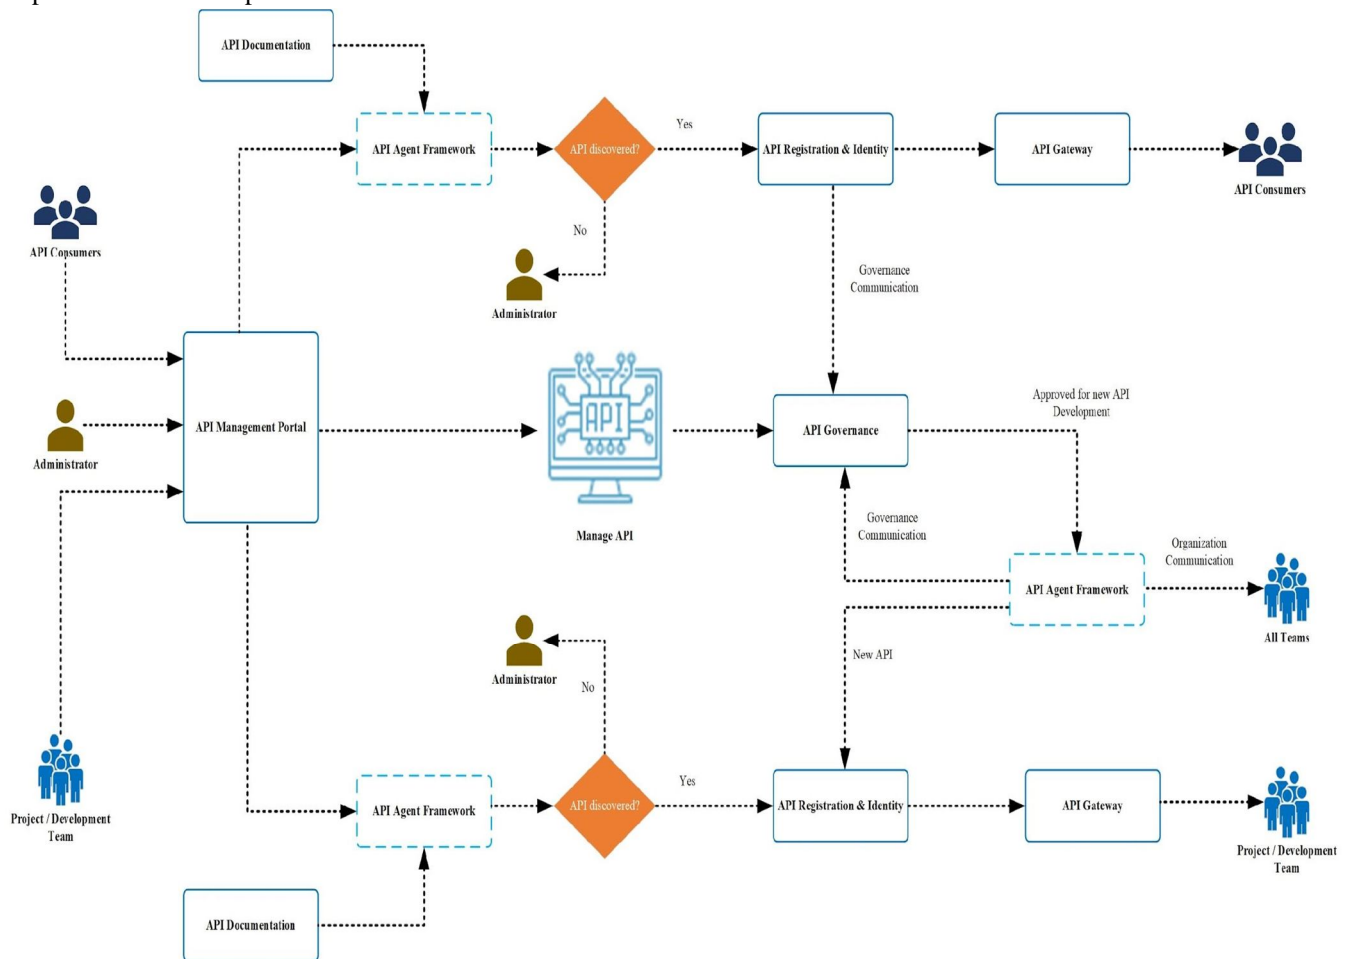 API Documentation
API Agent Framework
API discovered?
Yes
API Registration & Identity
API Gateway
API Consumers
API Consumers
No
Administrator
Governance
Communication
API Management Portal
Administrator
API
Manage API
API Governance
Approved for new API
Development
Governance
Communication
API Agent Framework
Organization
Communication
All Teams
Administrator
No
New API
Project / Development
Team
API Agent Framework
API discovered?
Yes
API Registration & Identity
API Gateway
Project / Development
Team
API Documentation